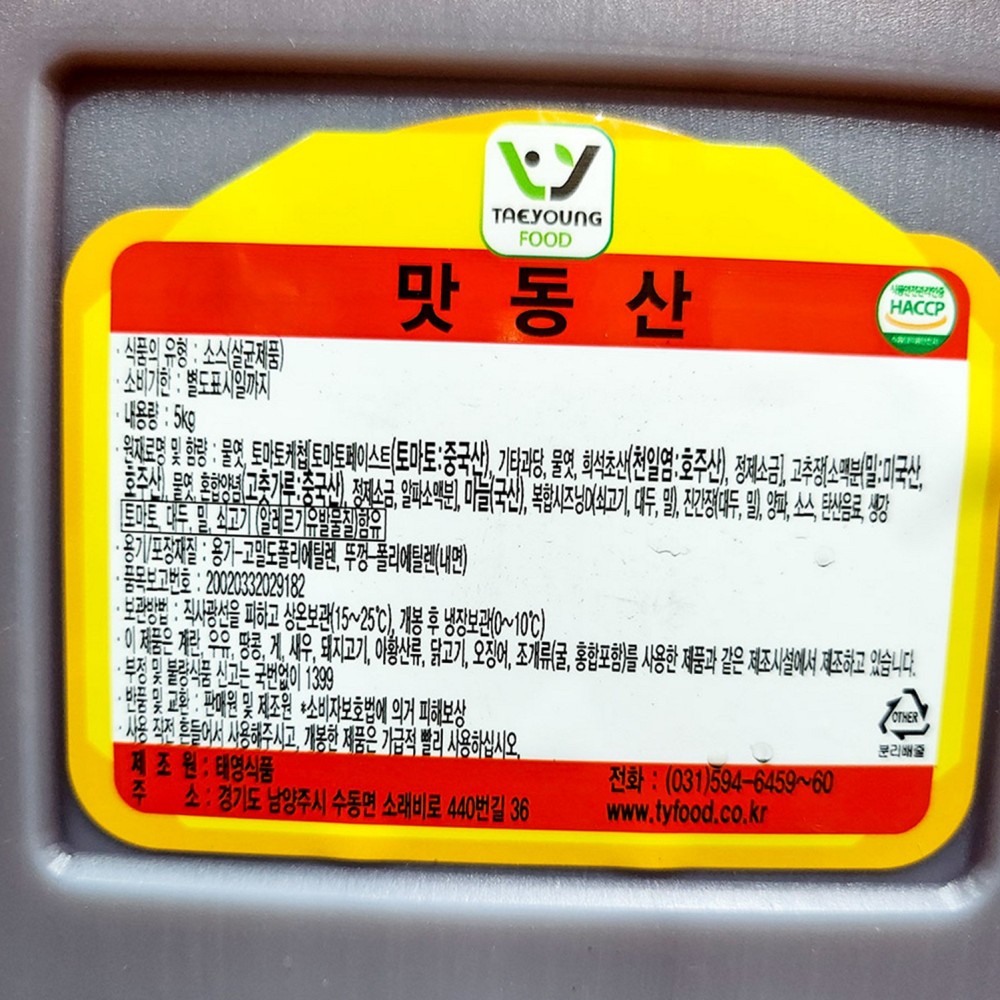 TAEYOUNG
FOOD
맛동산
HACCP
· 식품의 유형 : 소스(살균제품)
· 소비기한 : 별도표시일까지
· 내용량 : 5kg
· 원재료명 및 함량 : 물엿, 토마토케첩[토마토페이스트(토마토:중국산), 기타과당, 물엿, 희석초산(천일염:호주산), 정제소금], 고추장[소맥분(밀:미국산,
호주산), 물엿, 혼합양념(고춧가루:중국산), 정제소금, 알파소맥분], 마늘(국산), 복합시즈닝(쇠고기, 대두, 밀), 진간장(대두, 밀), 양파, 소스, 탄산음료, 생강
토마토, 대두, 밀, 쇠고기 (알레르기유발물질)함유
· 용기/포장재질 : 용기-고밀도폴리에틸렌, 뚜껑-폴리에틸렌(내면)
· 품목보고번호 : 20020332029182
· 보관방법 : 직사광선을 피하고 상온보관(15~25℃), 개봉 후 냉장보관(0~10℃)
· 이 제품은 계란, 우유, 땅콩, 게, 새우, 돼지고기, 아황산류, 닭고기, 오징어, 조개류(굴, 홍합포함)를 사용한 제품과 같은 제조시설에서 제조하고 있습니다.
· 부정 및 불량식품 신고는 국번없이 1399
· 반품 및 교환 : 판매원 및 제조원 *소비자보호법에 의거 피해보상
· 사용 직전 흔들어서 사용해주시고, 개봉한 제품은 가급적 빨리 사용하십시오.
OTHER
분리배출
제 조 원 : 태영식품
전화 : (031)594-6459~60
주 소 : 경기도 남양주시 수동면 소래비로 440번길 36
www.tyfood.co.kr